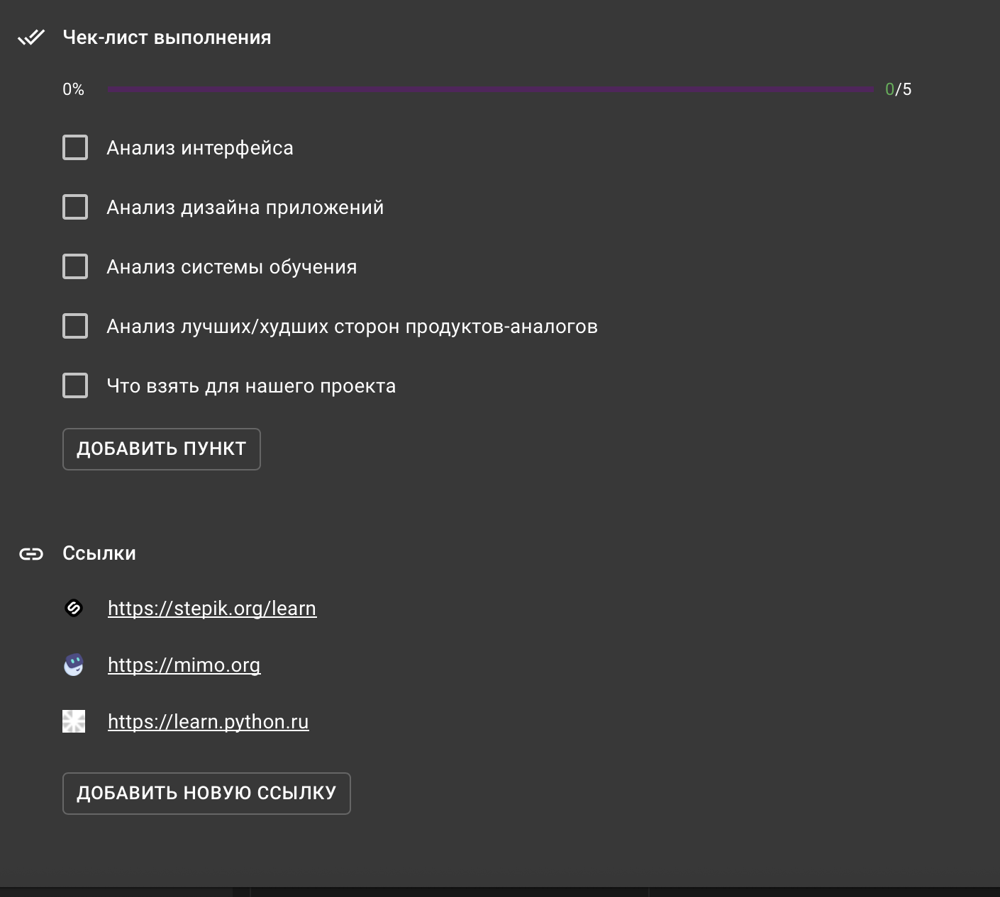 Чек-лист выполнения
0% 0/5
Анализ интерфейса
Анализ дизайна приложений
Анализ системы обучения
Анализ лучших/худших сторон продуктов-аналогов
Что взять для нашего проекта
ДОБАВИТЬ ПУНКТ
Ссылки
https://stepik.org/learn
https://mimo.org
https://learn.python.ru
ДОБАВИТЬ НОВУЮ ССЫЛКУ